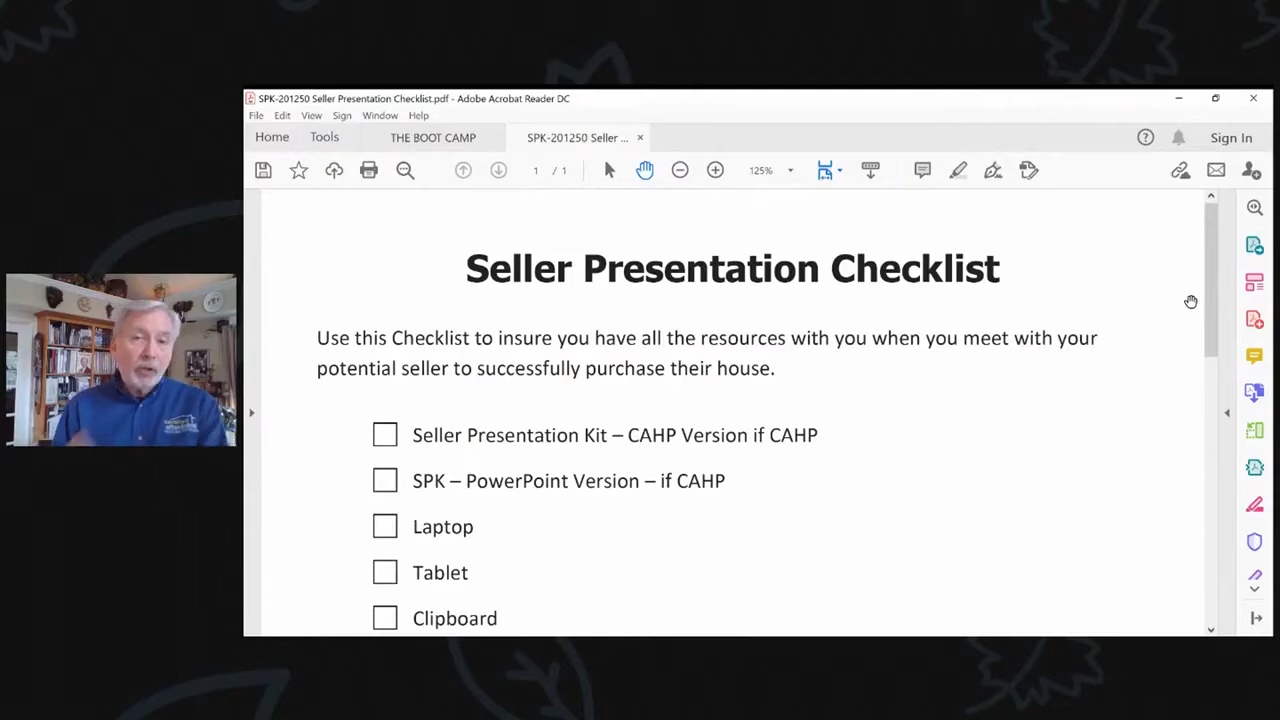 SPK-201250 Seller Presentation Checklist.pdf - Adobe Acrobat Reader DC
File Edit View Sign Window Help
Home Tools THE BOOT CAMP SPK-201250 Seller ... × Sign In
1 / 1 125%
Seller Presentation Checklist
Use this Checklist to insure you have all the resources with you when you meet with your
potential seller to successfully purchase their house.
Seller Presentation Kit – CAHP Version if CAHP
SPK – PowerPoint Version – if CAHP
Laptop
Tablet
Clipboard